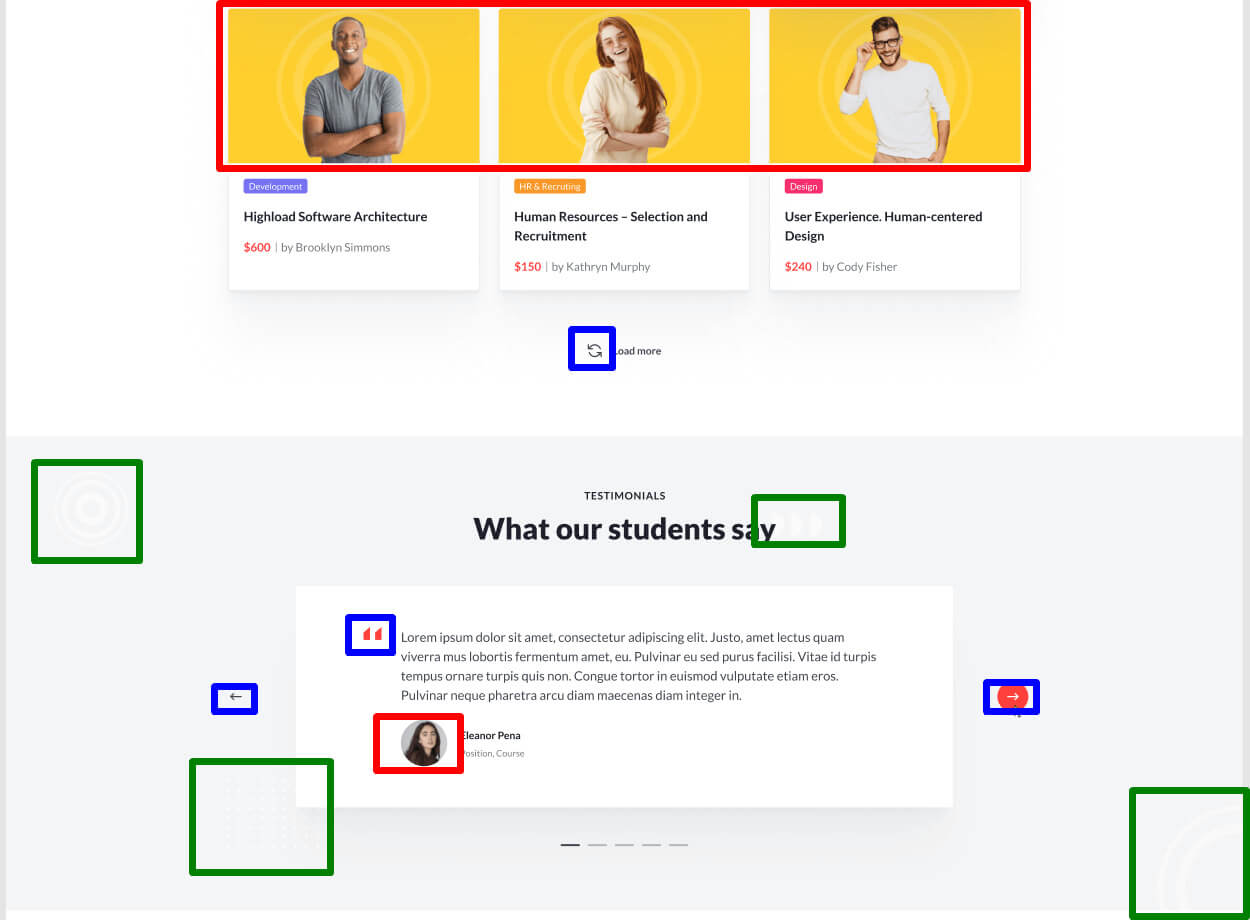 Development
Highload Software Architecture
$600 | by Brooklyn Simmons
HR & Recruting
Human Resources – Selection and
Recruitment
$150 | by Kathryn Murphy
Design
User Experience. Human-centered
Design
$240 | by Cody Fisher
Load more
TESTIMONIALS
What our students say
Lorem ipsum dolor sit amet, consectetur adipiscing elit. Justo, amet lectus quam
viverra mus lobortis fermentum amet, eu. Pulvinar eu sed purus facilisi. Vitae id turpis
tempus ornare turpis quis non. Congue tortor in euismod vulputate etiam eros.
Pulvinar neque pharetra arcu diam maecenas diam integer in.
Eleanor Pena
Position, Course